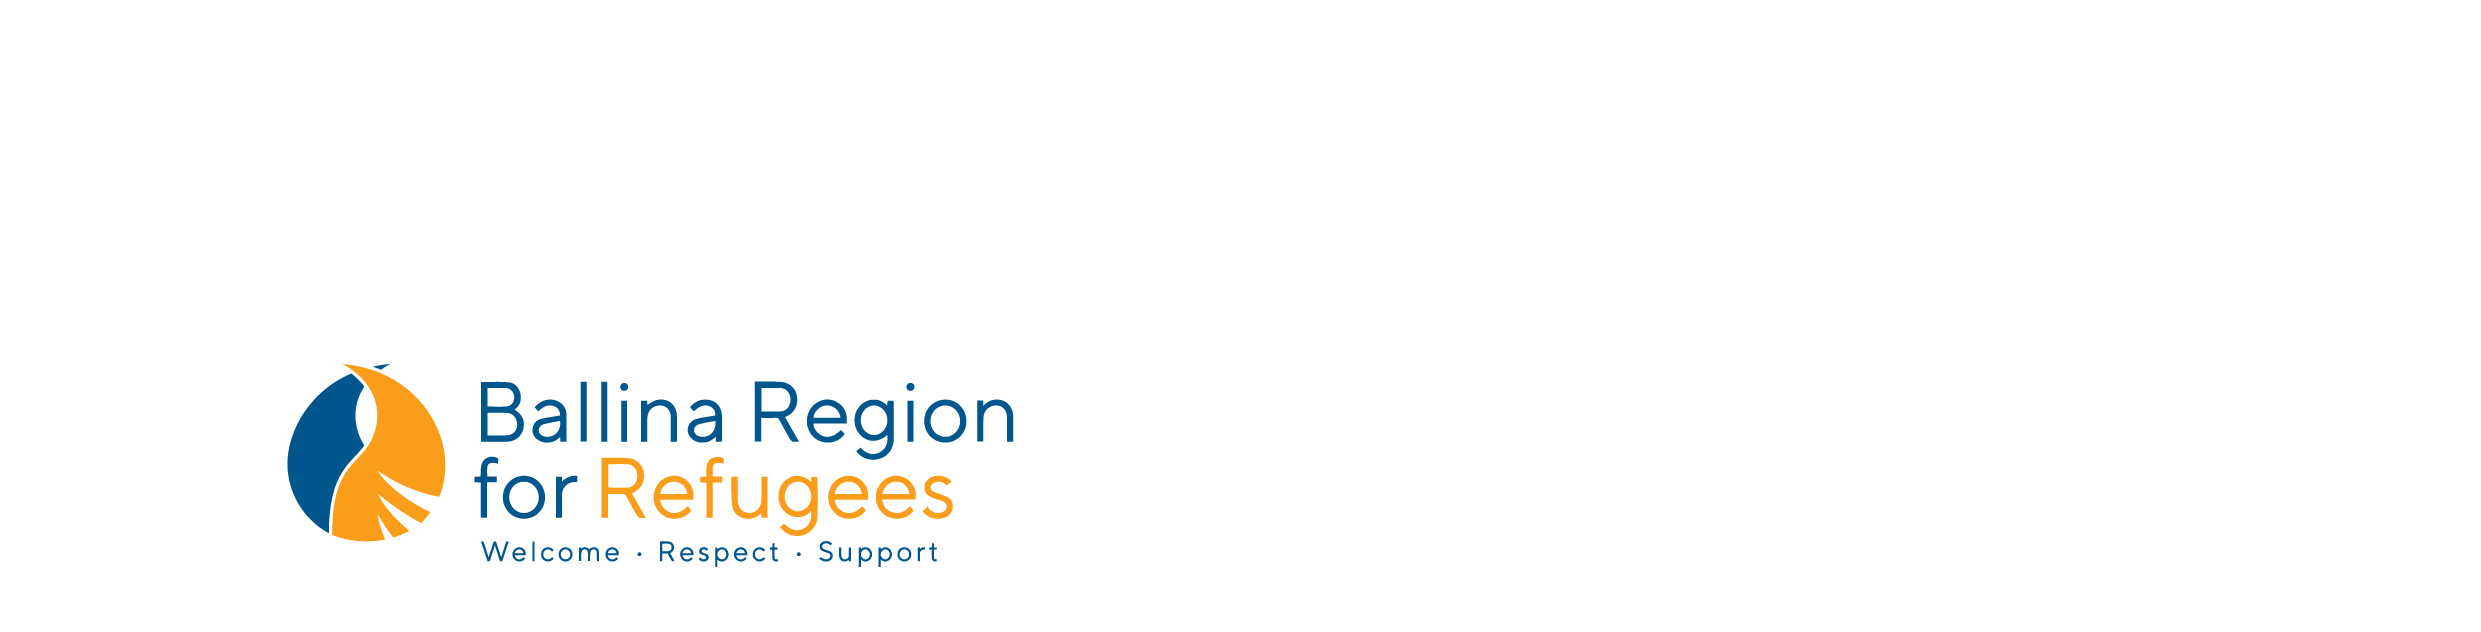 Ballina Region
for Refugees
Welcome · Respect · Support